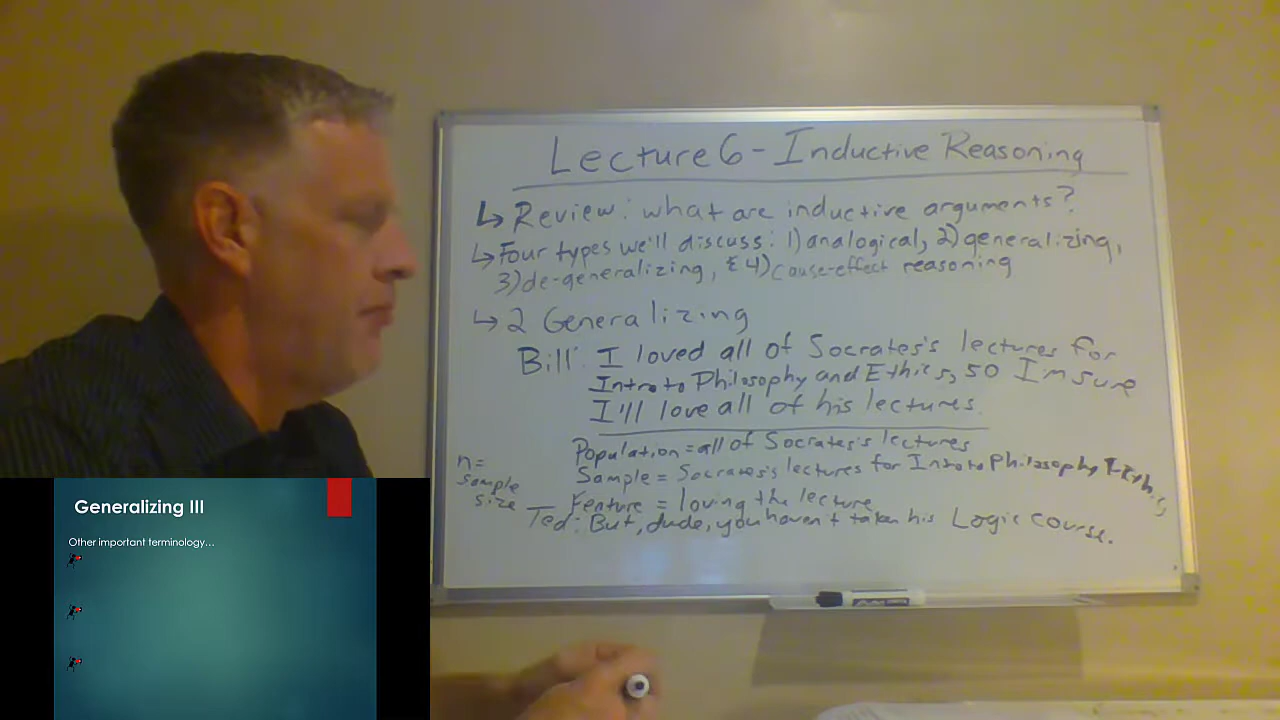 Lecture 6 - Inductive Reasoning
↳ Review: what are inductive arguments?
↳ Four types we'll discuss: 1) analogical, 2) generalizing,
3) de-generalizing, & 4) cause-effect reasoning
↳ 2 Generalizing
Bill: I loved all of Socrates's lectures for
Intro to Philosophy and Ethics, so I'm sure
I'll love all of his lectures.
Population = all of Socrates's lectures
Sample = Socrates's lectures for Intro to Philosophy Ethics
n=
sample
size
Feature = loving the lecture
Ted: But, dude, you haven't taken his Logic course.
Generalizing III
Other important terminology...